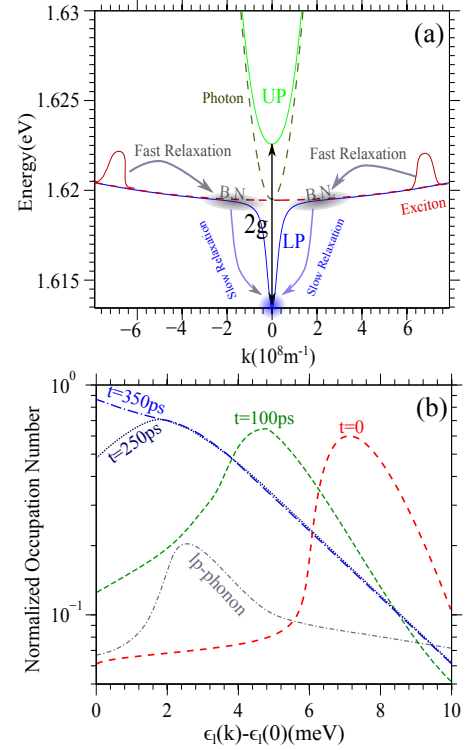 (a)
1.63
1.625
1.62
1.615
Energy(eV)
Photon
UP
Fast Relaxation
Fast Relaxation
B.N.
B.N.
Exciton
2g
LP
Slow Relaxation
Slow Relaxation
−6 −4 −2 0 2 4 6
k(10⁸m⁻¹)
(b)
10⁰
10⁻¹
Normalized Occupation Number
t=350ps
t=250ps
t=100ps
t=0
lp-phonon
0 2 4 6 8 10
ϵₗ(k)-ϵₗ(0)(meV)